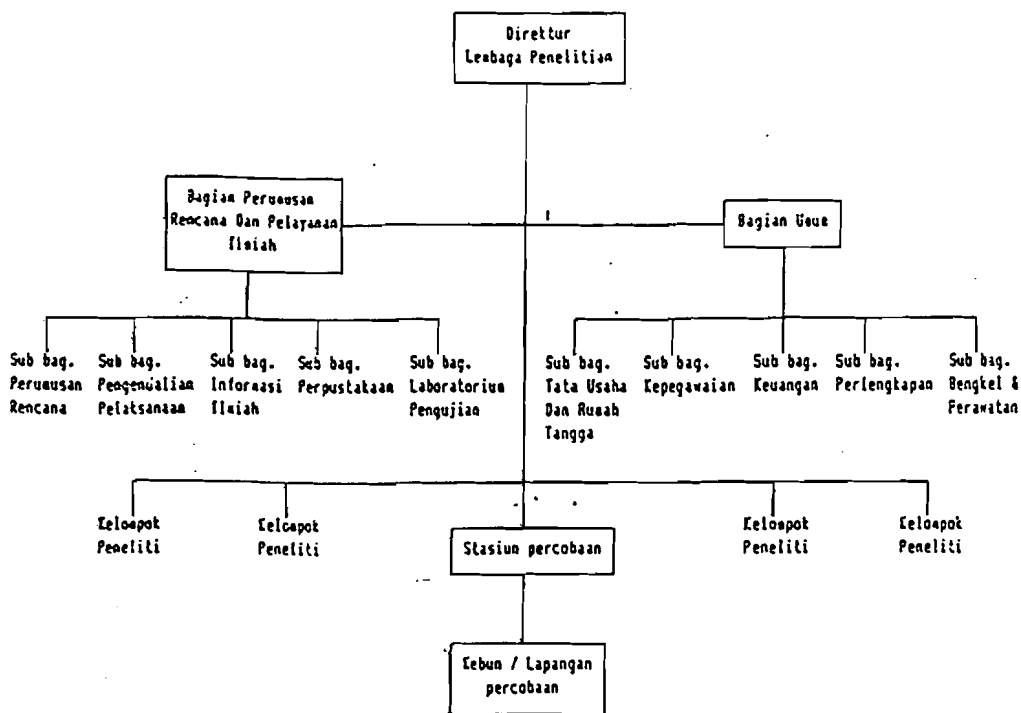 Direktur
Lembaga Penelitian
Bagian Perumusan
Rencana Dan Pelayanan
Ilmiah
Bagian Umum
Sub bag.
Perumusan
Rencana
Sub bag.
Pengendalian
Pelaksanaan
Sub bag.
Informasi
Ilmiah
Sub bag.
Perpustakaan
Sub bag.
Laboratorium
Pengujian
Sub bag.
Tata Usaha
Dan Rumah
Tangga
Sub bag.
Kepegawaian
Sub bag.
Keuangan
Sub bag.
Perlengkapan
Sub bag.
Bengkel &
Perawatan
Kelompok
Peneliti
Kelompok
Peneliti
Kelompok
Peneliti
Kelompok
Peneliti
Stasiun percobaan
Kebun / Lapangan
percobaan